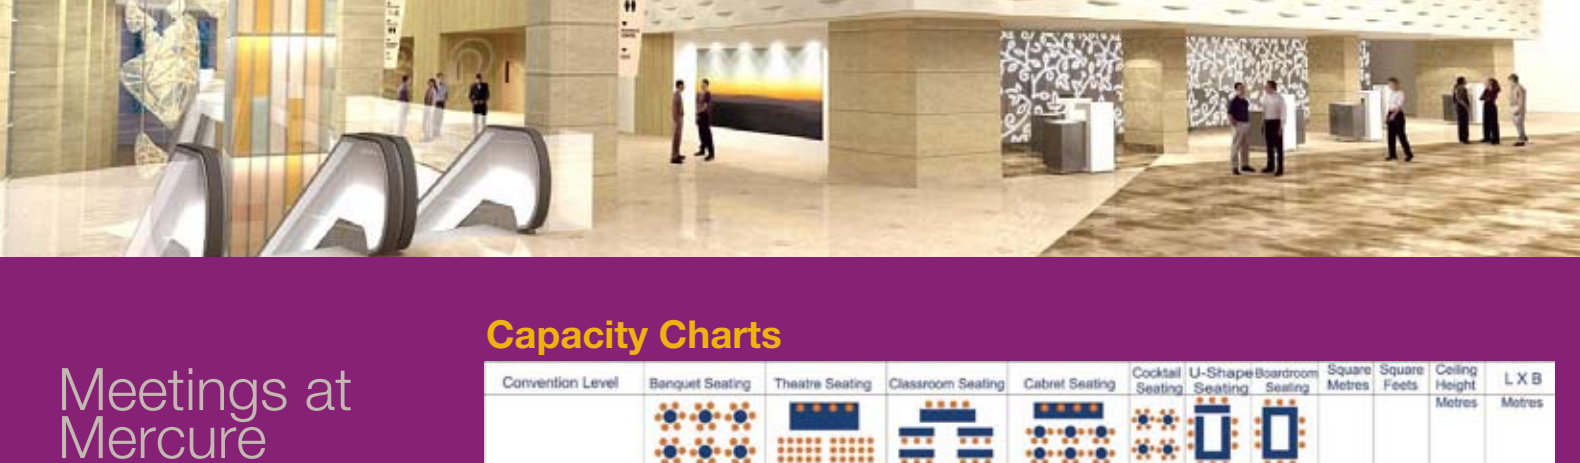 Capacity Charts
Meetings at
Mercure
Convention Level Banquet Seating Theatre Seating Classroom Seating Cabret Seating Cocktail Seating U-Shape Seating Boardroom Seating Square Metres Square Feets Ceiling Height L X B
Metres Metres